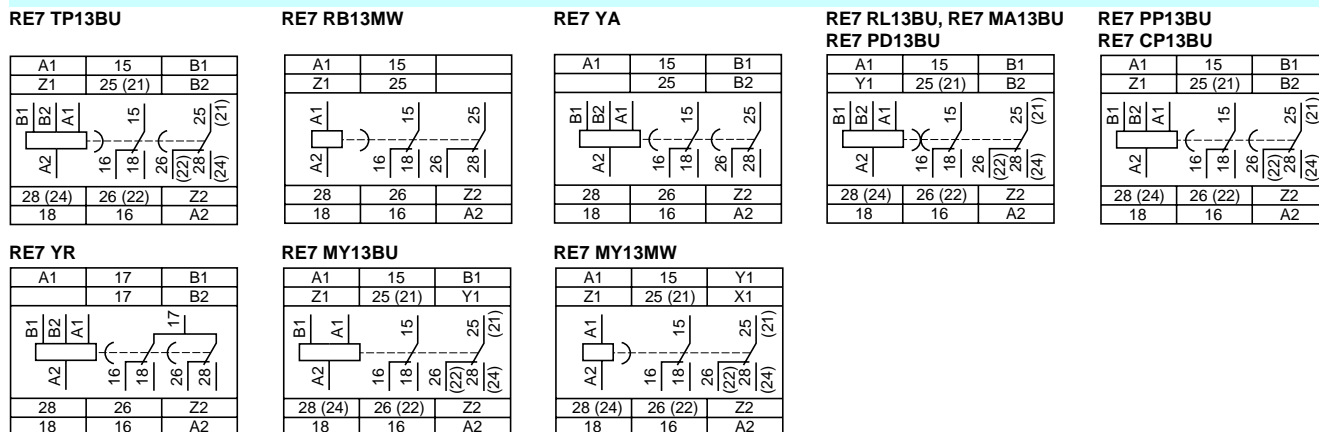 RE7 TP13BU
A1 15 B1
Z1 25 (21) B2
B1 B2 A1 15 25 (21)
A2 16 18 26 (22) 28 (24)
28 (24) 26 (22) Z2
18 16 A2
RE7 RB13MW
A1 15
Z1 25
A1 15 25
A2 16 18 26 28
28 26 Z2
18 16 A2
RE7 YA
A1 15 B1
25 B2
B1 B2 A1 15 25
A2 16 18 26 28
28 26 Z2
18 16 A2
RE7 RL13BU, RE7 MA13BU
RE7 PD13BU
A1 15 B1
Y1 25 (21) B2
B1 B2 A1 15 25 (21)
A2 16 18 26 (22) 28 (24)
28 (24) 26 (22) Z2
18 16 A2
RE7 PP13BU
RE7 CP13BU
A1 15 B1
Z1 25 (21) B2
B1 B2 A1 15 25 (21)
A2 16 18 26 (22) 28 (24)
28 (24) 26 (22) Z2
18 16 A2
RE7 YR
A1 17 B1
17 B2
B1 B2 A1 17
A2 16 18 26 28
28 26 Z2
18 16 A2
RE7 MY13BU
A1 15 B1
Z1 25 (21) Y1
B1 A1 15 25 (21)
A2 16 18 26 (22) 28 (24)
28 (24) 26 (22) Z2
18 16 A2
RE7 MY13MW
A1 15 Y1
Z1 25 (21) X1
A1 15 25 (21)
A2 16 18 26 (22) 28 (24)
28 (24) 26 (22) Z2
18 16 A2